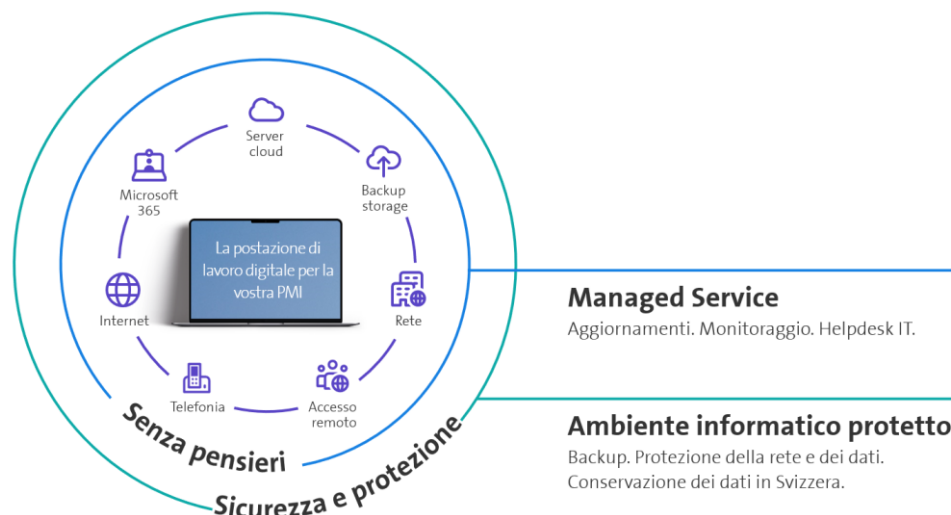 Server
cloud
Backup
storage
Microsoft
365
La postazione di
lavoro digitale per la
vostra PMI
Internet
Rete
Telefonia
Accesso
remoto
Senza pensieri
Sicurezza e protezione
Managed Service
Aggiornamenti. Monitoraggio. Helpdesk IT.
Ambiente informatico protetto
Backup. Protezione della rete e dei dati.
Conservazione dei dati in Svizzera.